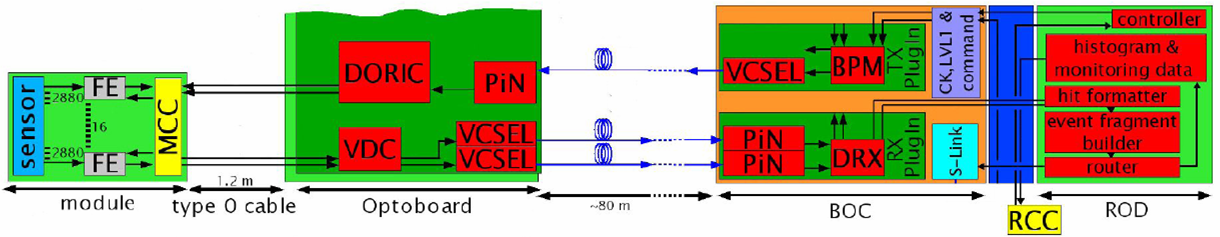 sensor
FE
2880
16
2880
FE
MCC
module
1.2 m
type 0 cable
DORIC
PiN
VDC
VCSEL
VCSEL
Optoboard
~80 m
VCSEL
BPM
TX
PlugIn
CK,LVL1 &
command
PiN
PiN
DRX
RX
PlugIn
S-Link
BOC
RCC
controller
histogram &
monitoring data
hit formatter
event fragment
builder
router
ROD